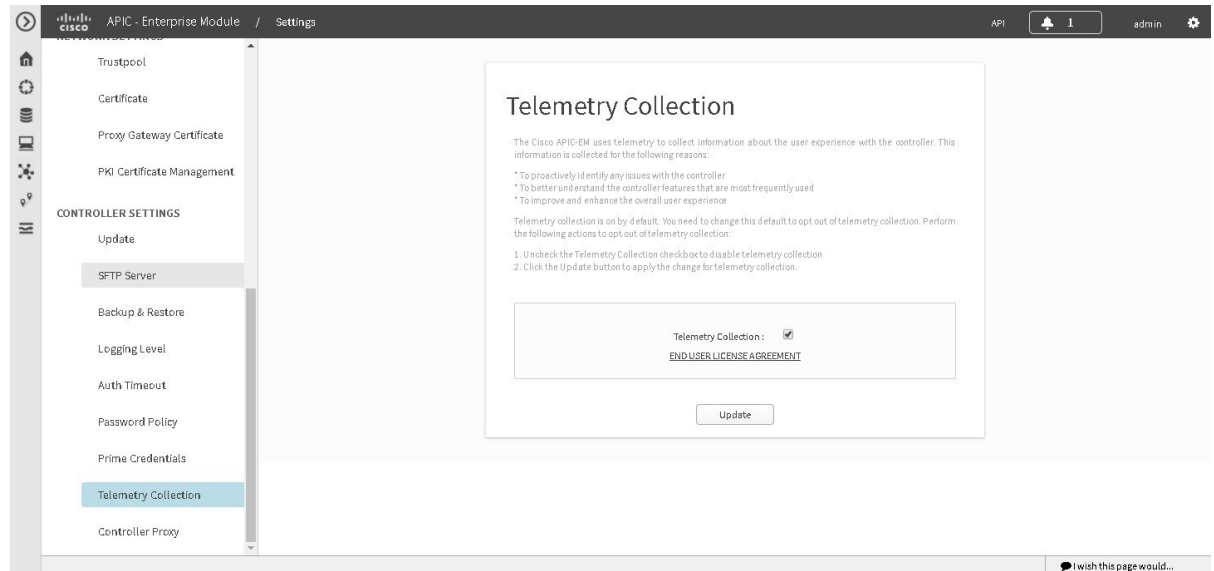 cisco APIC - Enterprise Module / Settings API 1 admin
NETWORK SETTINGS
Trustpool
Certificate
Proxy Gateway Certificate
PKI Certificate Management
CONTROLLER SETTINGS
Update
SFTP Server
Backup & Restore
Logging Level
Auth Timeout
Password Policy
Prime Credentials
Telemetry Collection
Controller Proxy
Telemetry Collection
The Cisco APIC-EM uses telemetry to collect information about the user experience with the controller. This
information is collected for the following reasons:
* To proactively identify any issues with the controller
* To better understand the controller features that are most frequently used
* To improve and enhance the overall user experience
Telemetry collection is on by default. You need to change this default to opt out of telemetry collection. Perform
the following actions to opt out of telemetry collection:
1. Uncheck the Telemetry Collection checkbox to disable telemetry collection
2. Click the Update button to apply the change for telemetry collection.
Telemetry Collection :
END USER LICENSE AGREEMENT
Update
I wish this page would...